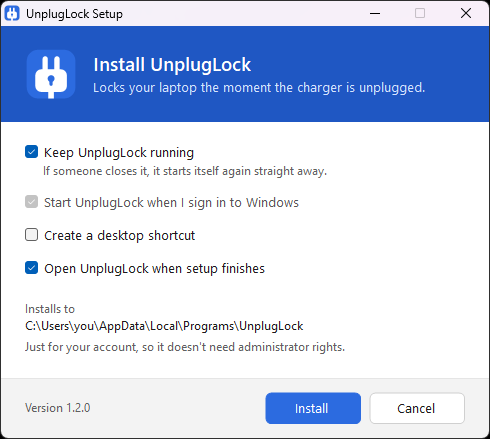 UnplugLock Setup
Install UnplugLock
Locks your laptop the moment the charger is unplugged.
Keep UnplugLock running
If someone closes it, it starts itself again straight away.
Start UnplugLock when I sign in to Windows
Create a desktop shortcut
Open UnplugLock when setup finishes
Installs to
C:\Users\you\AppData\Local\Programs\UnplugLock
Just for your account, so it doesn't need administrator rights.
Version 1.2.0
Install
Cancel